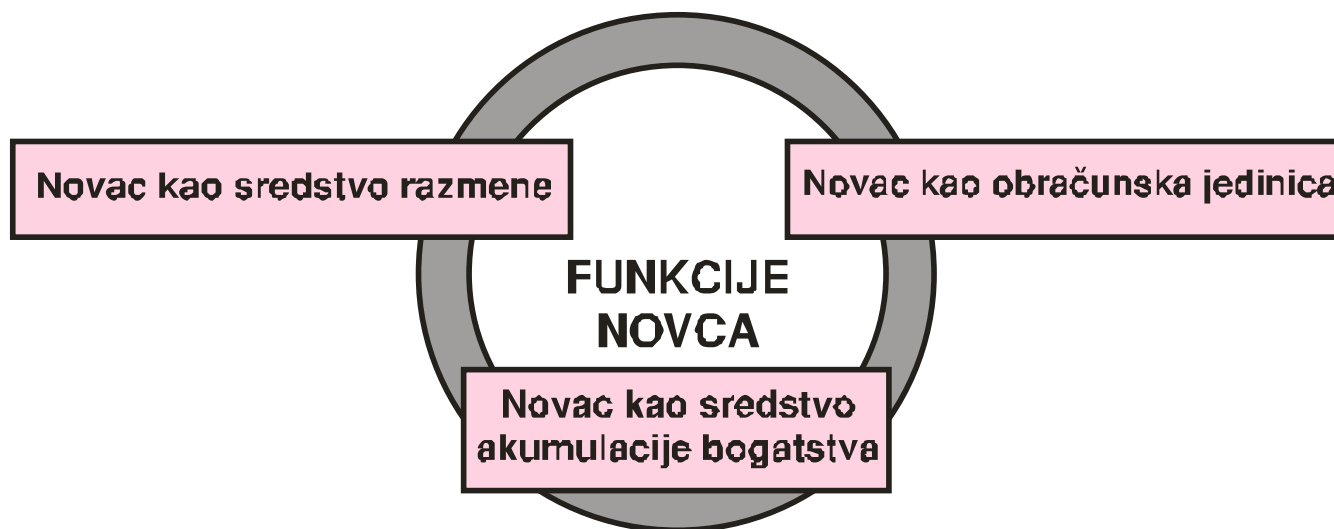 Novac kao sredstvo razmene
Novac kao obračunska jedinica
FUNKCIJE
NOVCA
Novac kao sredstvo
akumulacije bogatstva